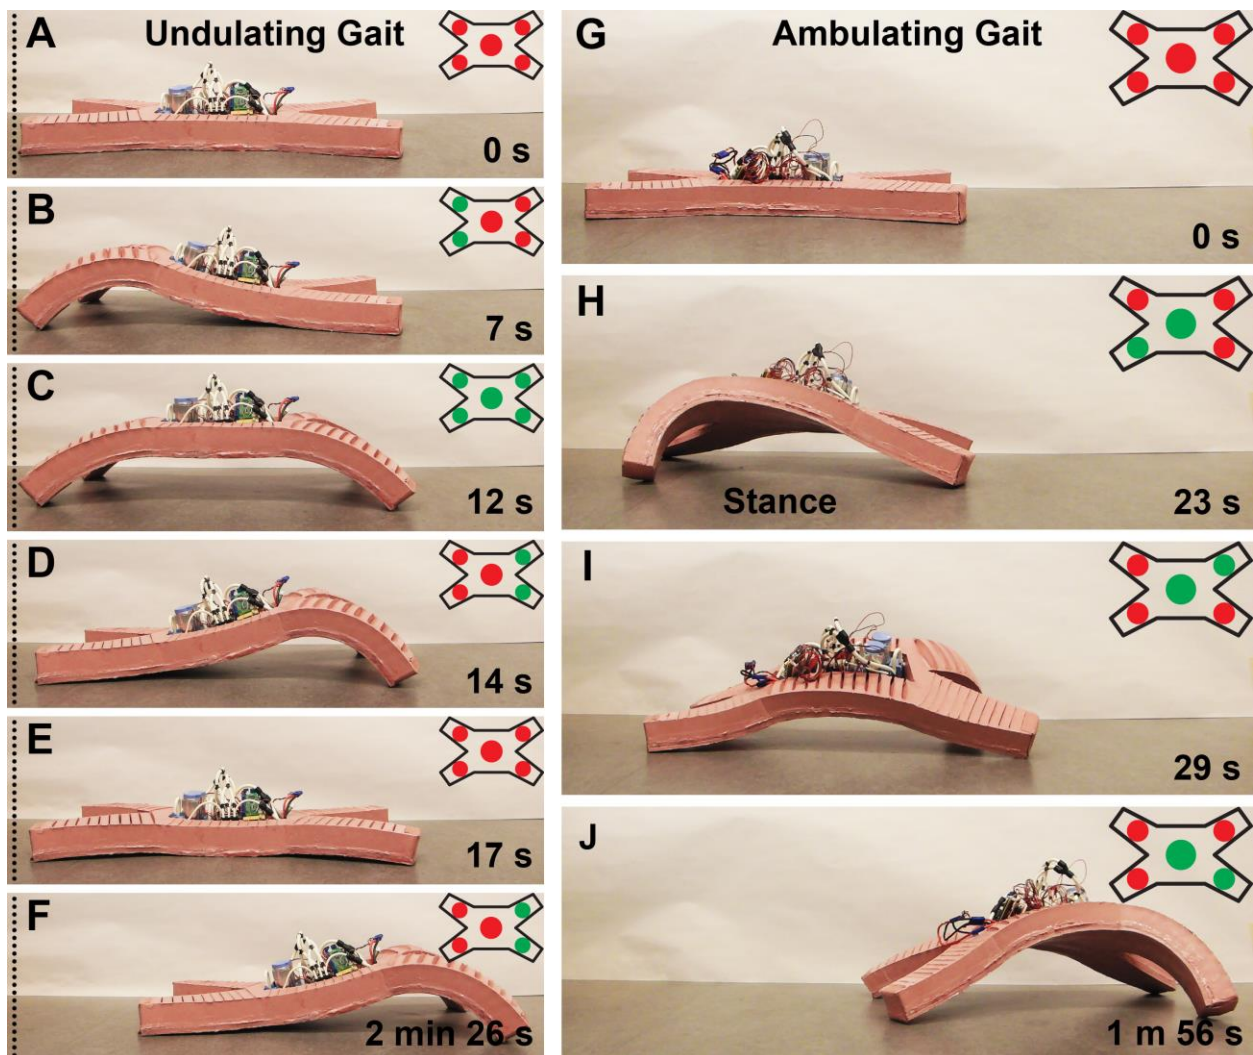 A
Undulating Gait
0 s
B
7 s
C
12 s
D
14 s
E
17 s
F
2 min 26 s
G
Ambulating Gait
0 s
H
Stance
23 s
I
29 s
J
1 m 56 s